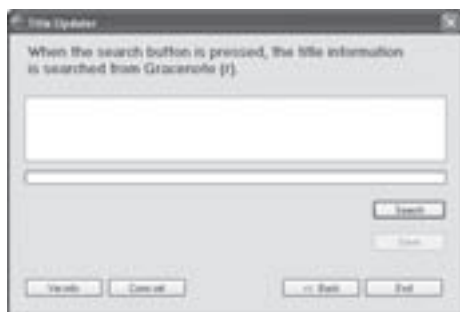 Title Updater
When the search button is pressed, the title information
is searched from Gracenote (r).
Search
Save
Ver.info Conn.set << Back End